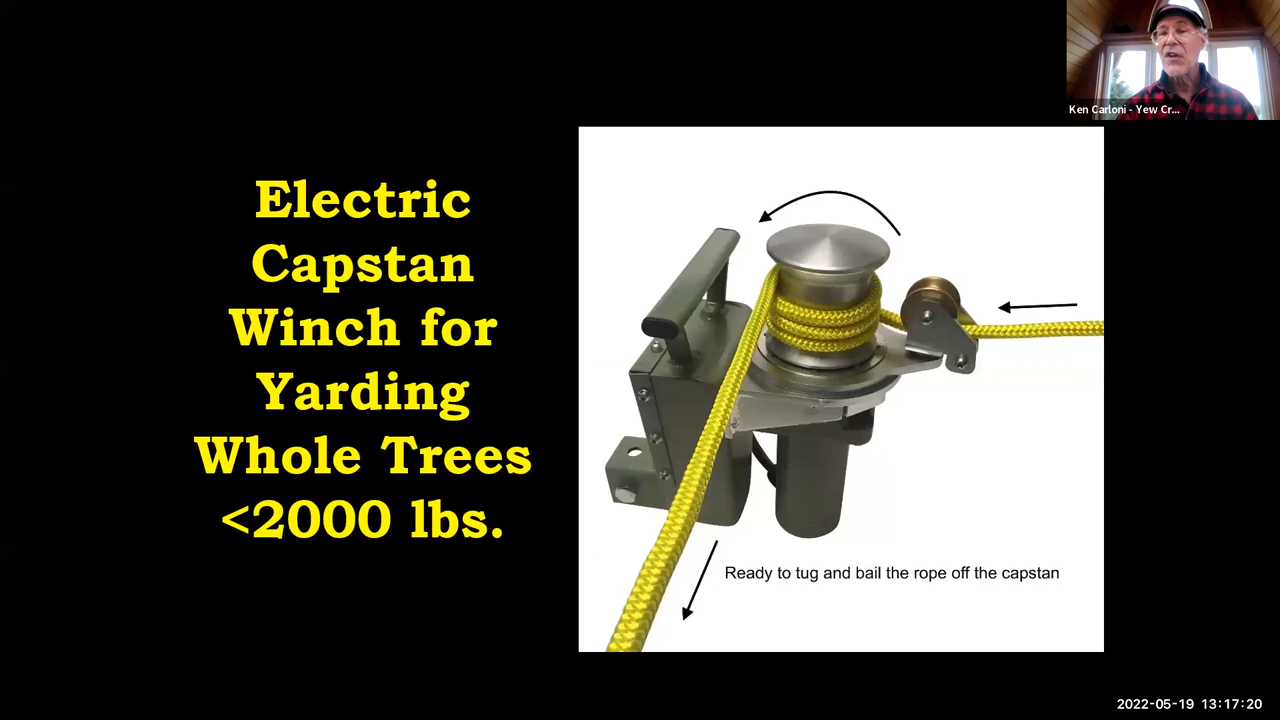 Ken Carloni - Yew Cr...
Electric
Capstan
Winch for
Yarding
Whole Trees
<2000 lbs.
Ready to tug and bail the rope off the capstan
2022-05-19 13:17:20